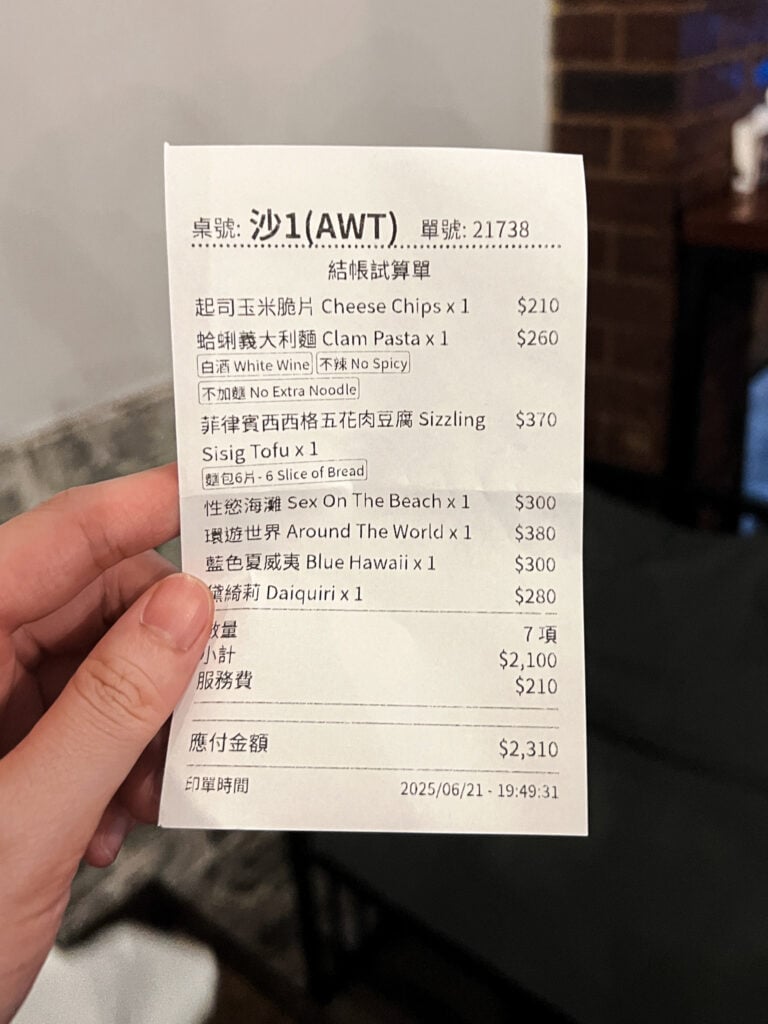 桌號: 沙1(AWT) 單號: 21738
結帳試算單
起司玉米脆片 Cheese Chips x 1 $210
蛤蜊義大利麵 Clam Pasta x 1 $260
白酒 White Wine 不辣 No Spicy
不加麵 No Extra Noodle
菲律賓西西格五花肉豆腐 Sizzling $370
Sisig Tofu x 1
麵包6片 - 6 Slice of Bread
性慾海灘 Sex On The Beach x 1 $300
環遊世界 Around The World x 1 $380
藍色夏威夷 Blue Hawaii x 1 $300
黛綺莉 Daiquiri x 1 $280
數量 7 項
小計 $2,100
服務費 $210
應付金額 $2,310
印單時間 2025/06/21 - 19:49:31